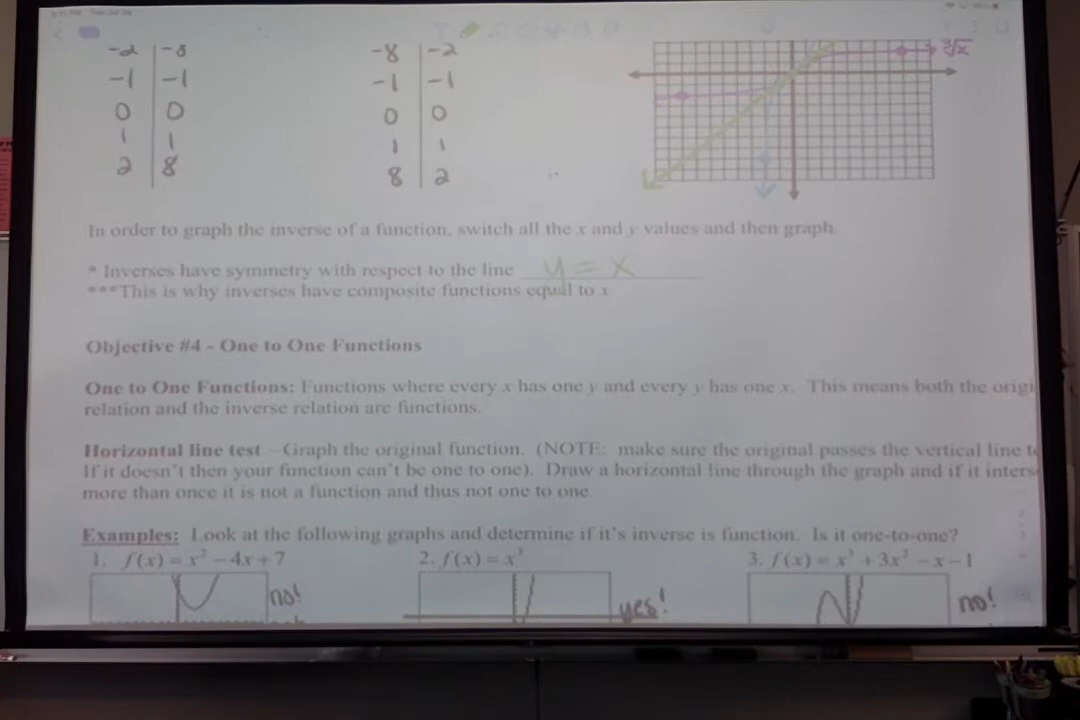 -2 | -8
-1 | -1
0 | 0
1 | 1
2 | 8
-8 | -2
-1 | -1
0 | 0
1 | 1
8 | 2
∛x
In order to graph the inverse of a function, switch all the x and y values and then graph.
* Inverses have symmetry with respect to the line y = x
***This is why inverses have composite functions equal to x
Objective #4 - One to One Functions
One to One Functions: Functions where every x has one y and every y has one x. This means both the origi
relation and the inverse relation are functions.
Horizontal line test – Graph the original function. (NOTE: make sure the original passes the vertical line te
If it doesn't then your function can't be one to one). Draw a horizontal line through the graph and if it inters
more than once it is not a function and thus not one to one.
Examples: Look at the following graphs and determine if it's inverse is function. Is it one-to-one?
1. f(x) = x² – 4x + 7 2. f(x) = x³ 3. f(x) = x³ + 3x² – x – 1
no! yes! no!